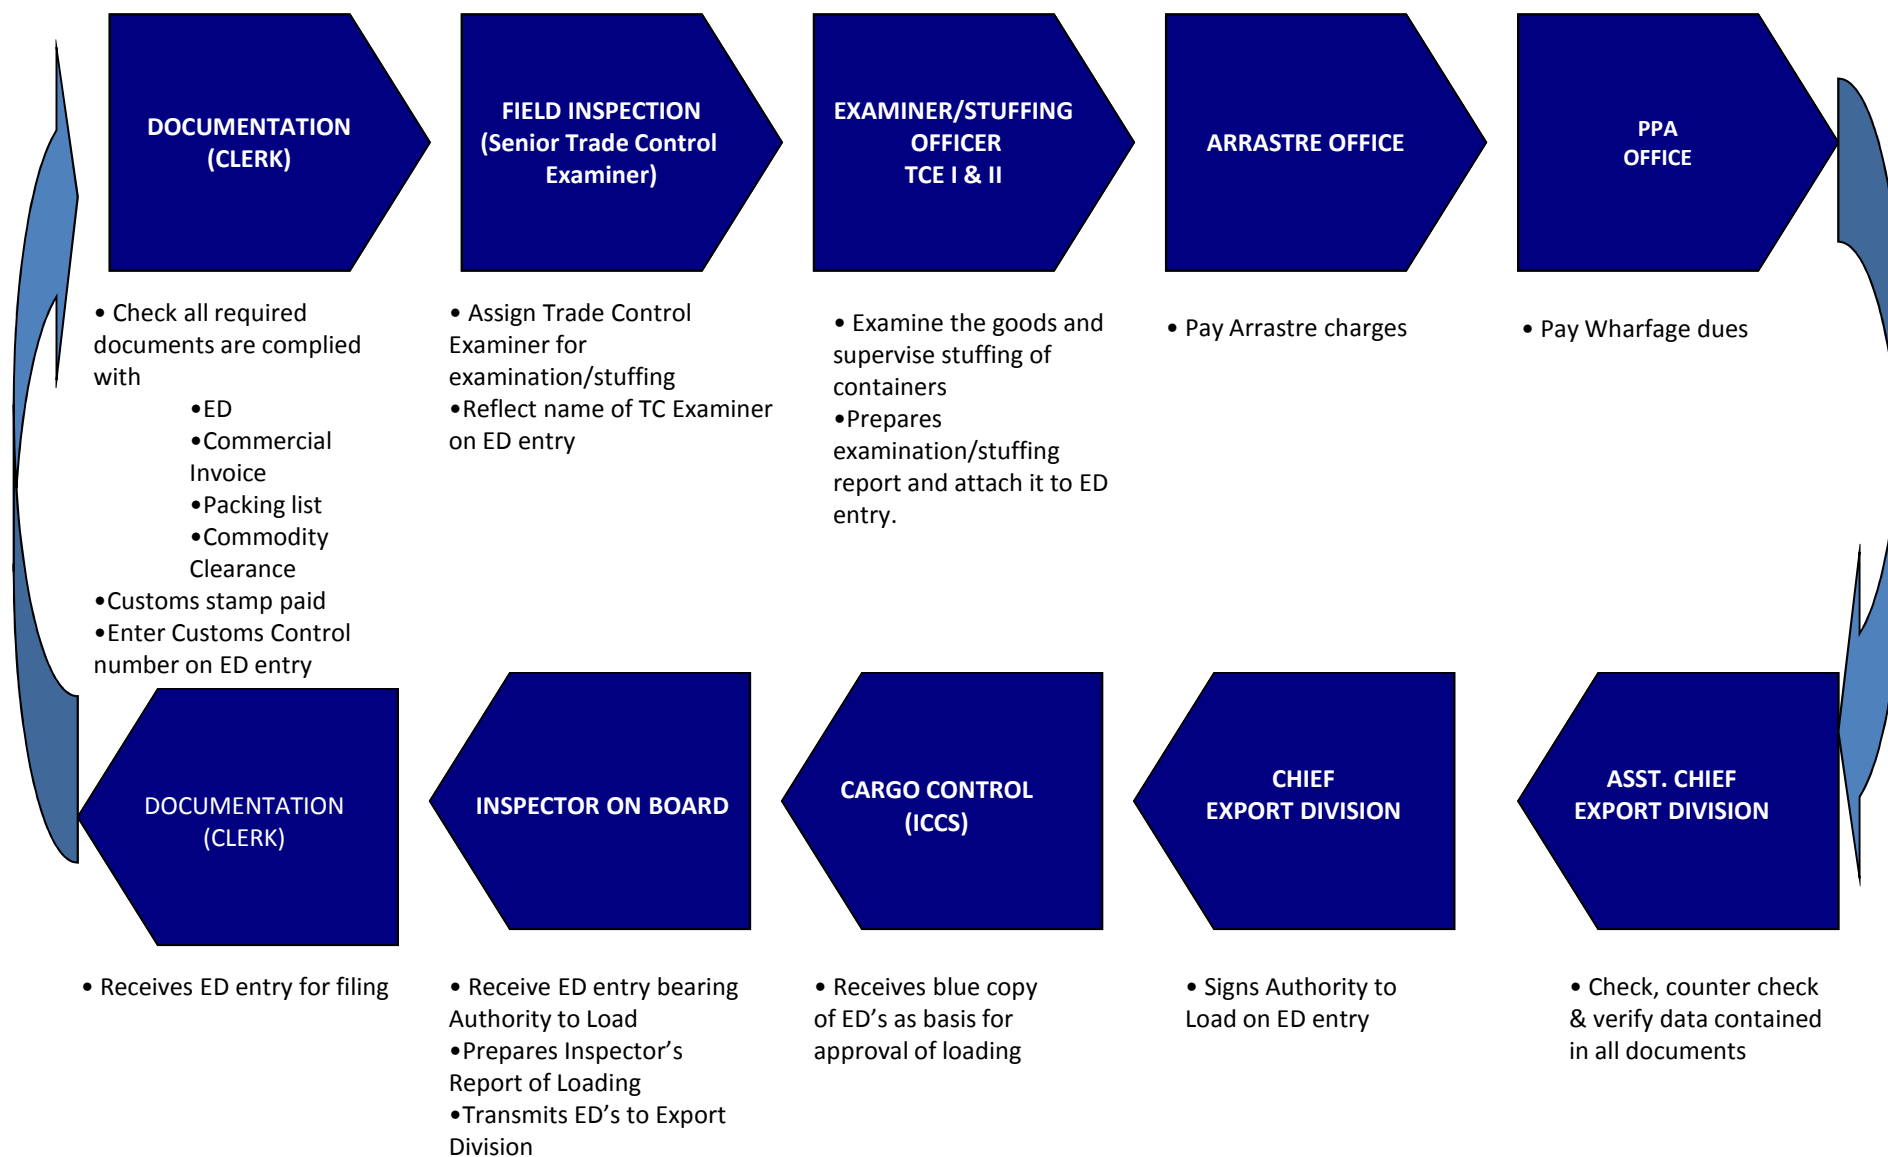 DOCUMENTATION
(CLERK)
FIELD INSPECTION
(Senior Trade Control
Examiner)
EXAMINER/STUFFING
OFFICER
TCE I & II
ARRASTRE OFFICE
PPA
OFFICE
• Check all required
documents are complied
with
•ED
•Commercial
Invoice
•Packing list
•Commodity
Clearance
•Customs stamp paid
•Enter Customs Control
number on ED entry
• Assign Trade Control
Examiner for
examination/stuffing
•Reflect name of TC Examiner
on ED entry
• Examine the goods and
supervise stuffing of
containers
•Prepares
examination/stuffing
report and attach it to ED
entry.
• Pay Arrastre charges
• Pay Wharfage dues
DOCUMENTATION
(CLERK)
INSPECTOR ON BOARD
CARGO CONTROL
(ICCS)
CHIEF
EXPORT DIVISION
ASST. CHIEF
EXPORT DIVISION
• Receives ED entry for filing
• Receive ED entry bearing
Authority to Load
•Prepares Inspector’s
Report of Loading
•Transmits ED’s to Export
Division
• Receives blue copy
of ED’s as basis for
approval of loading
• Signs Authority to
Load on ED entry
• Check, counter check
& verify data contained
in all documents